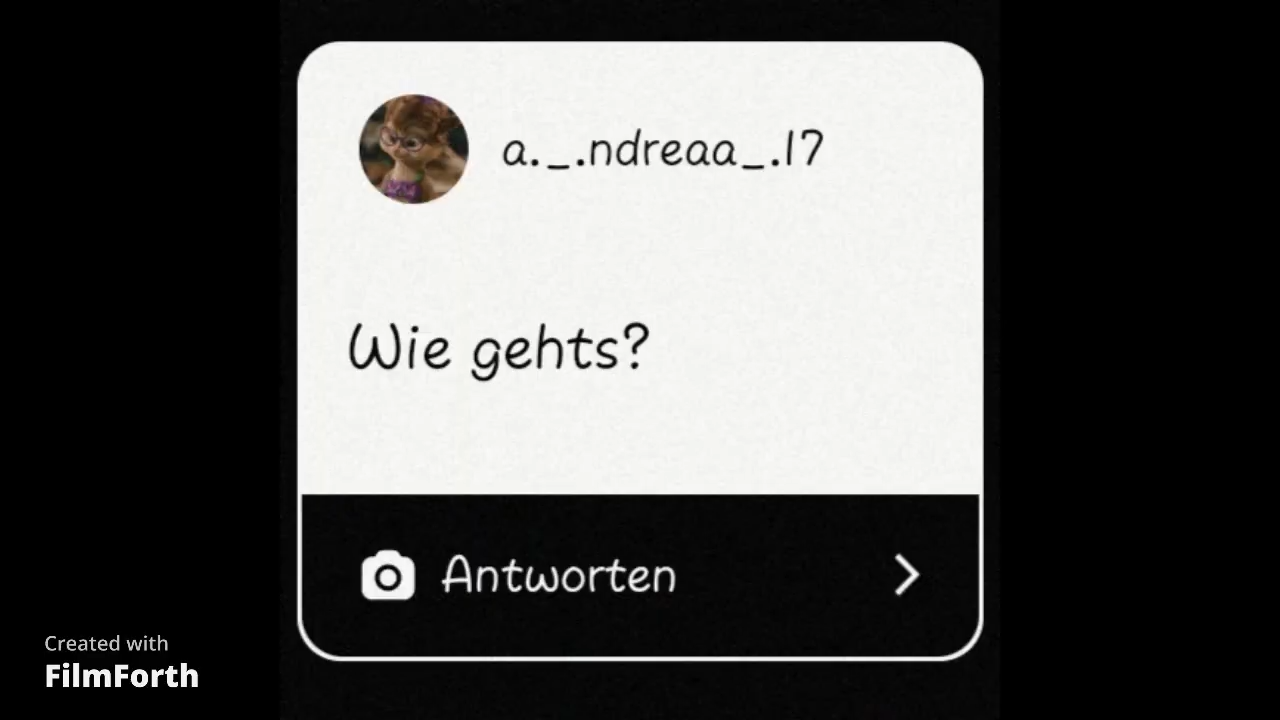 a._.ndreaa_.17
Wie gehts?
Antworten
Created with
FilmForth